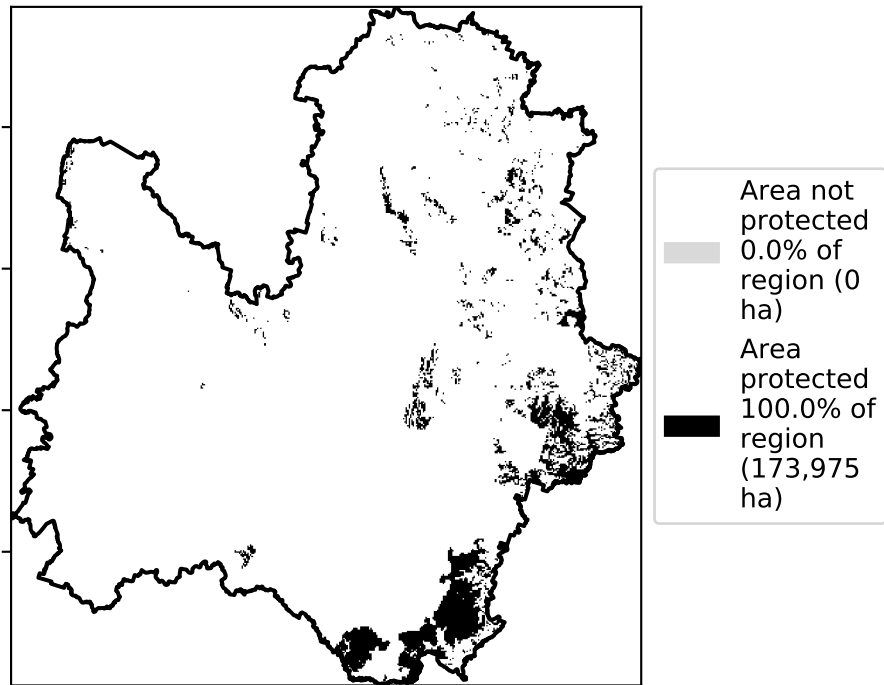 Area not
protected
0.0% of
region (0
ha)
Area
protected
100.0% of
region
(173,975
ha)